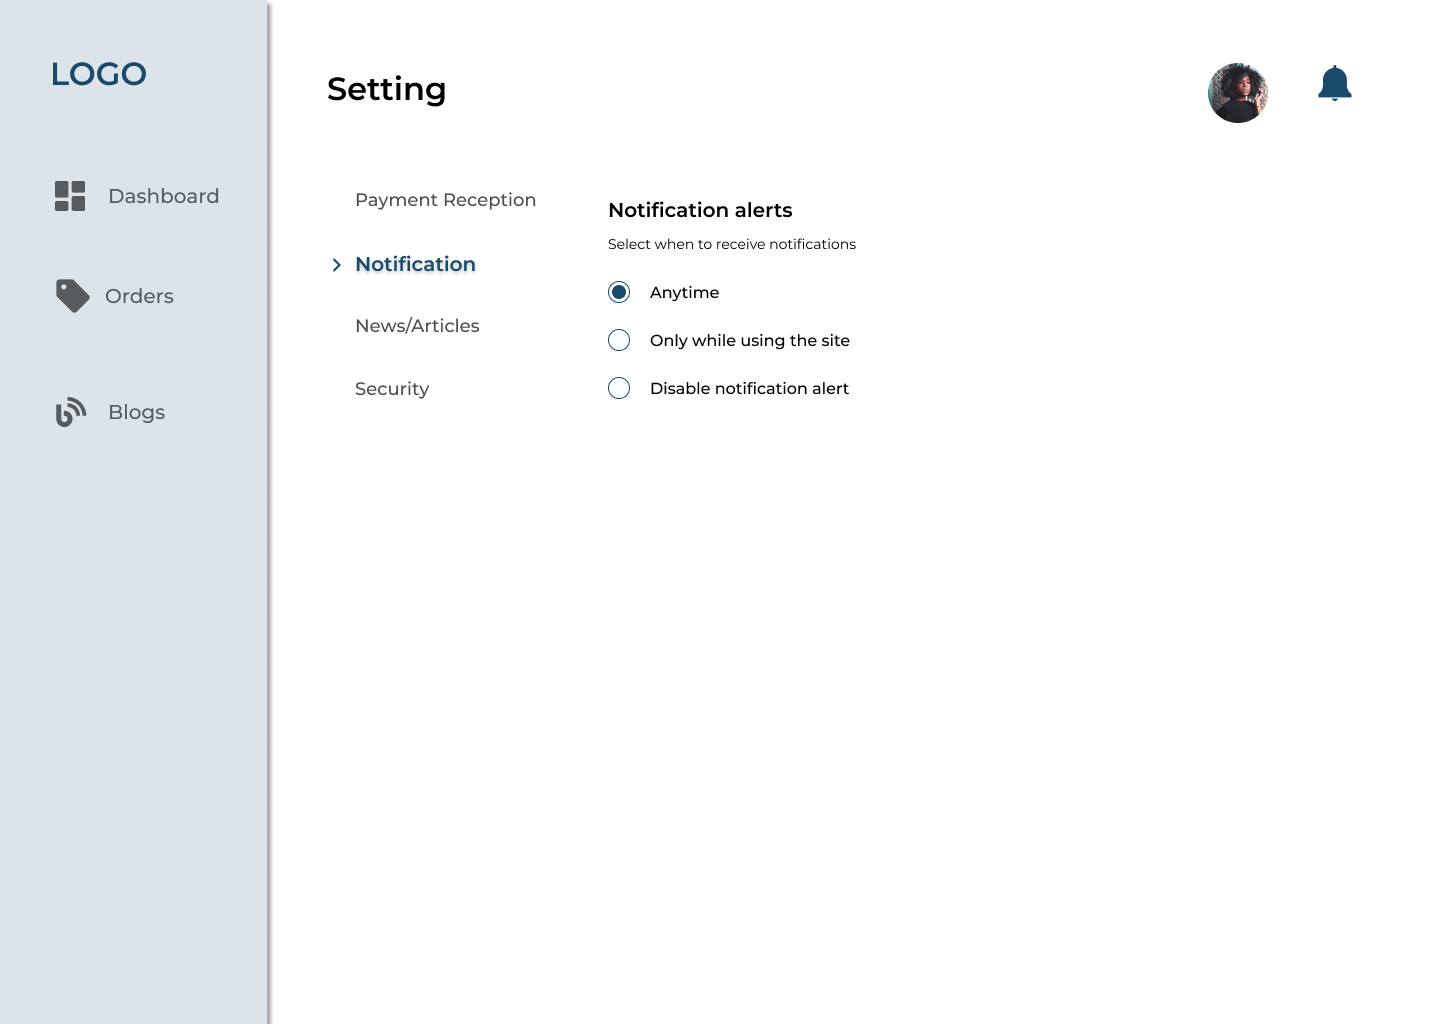 LOGO
Dashboard
Orders
Blogs
Setting
Payment Reception
Notification
News/Articles
Security
Notification alerts
Select when to receive notifications
Anytime
Only while using the site
Disable notification alert